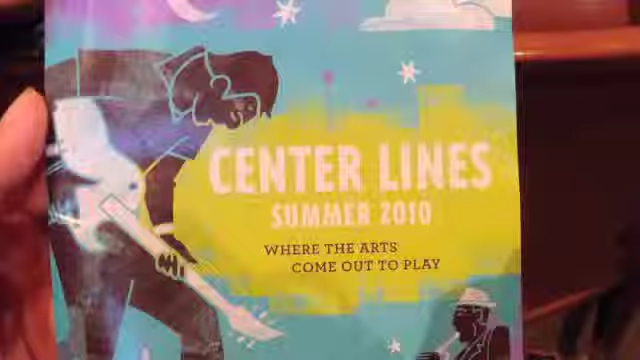 CENTER LINES
SUMMER 2010
WHERE THE ARTS
COME OUT TO PLAY